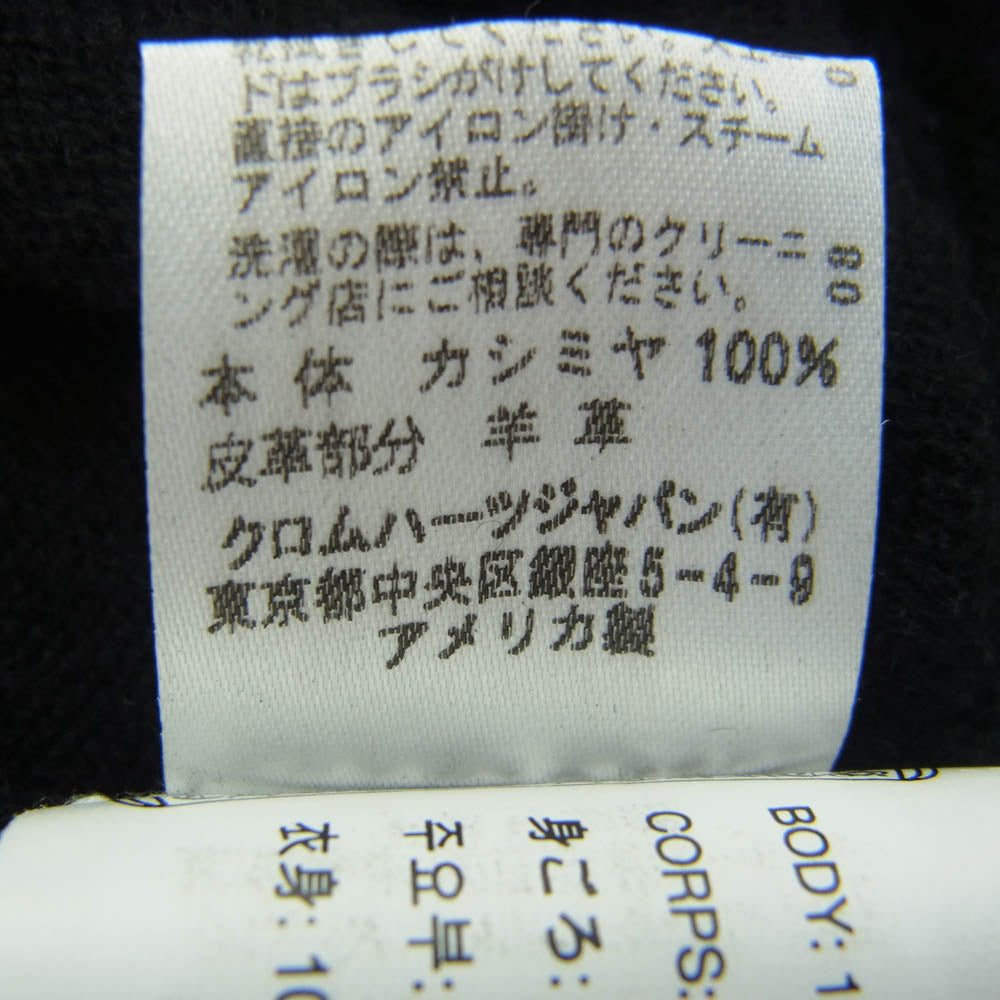 ドはブラシがけしてください。
直接のアイロン掛け・スチーム
アイロン禁止。
洗濯の際は、専門のクリーニ
ング店にご相談ください。
80
本体 カシミヤ 100%
皮革部分 羊革
クロムハーツジャパン(有)
東京都中央区銀座5-4-9
アメリカ製
BODY: 1
CORPS:
身ごろ:
주요부:
衣身: 10